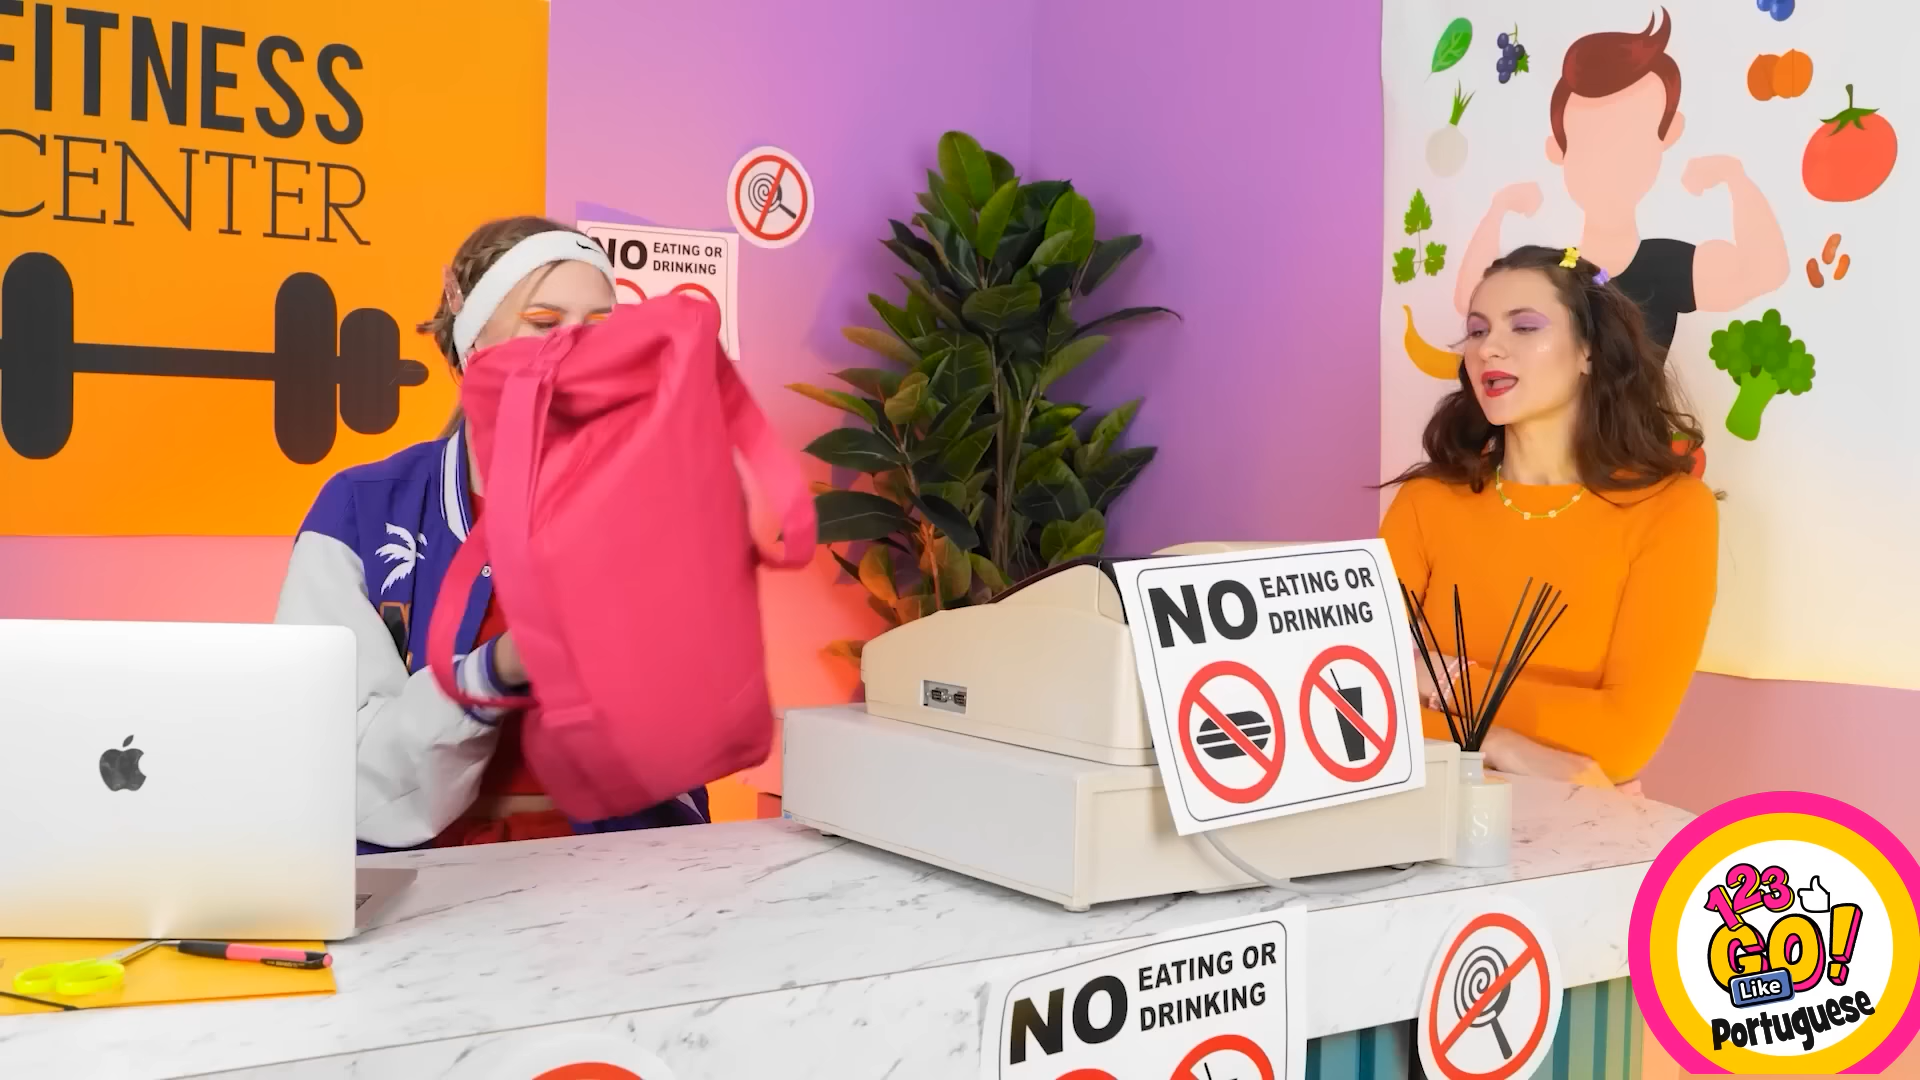 FITNESS
CENTER
NO EATING OR
DRINKING
NO EATING OR
DRINKING
NO EATING OR
DRINKING
S
123
GO!
Like
Portuguese